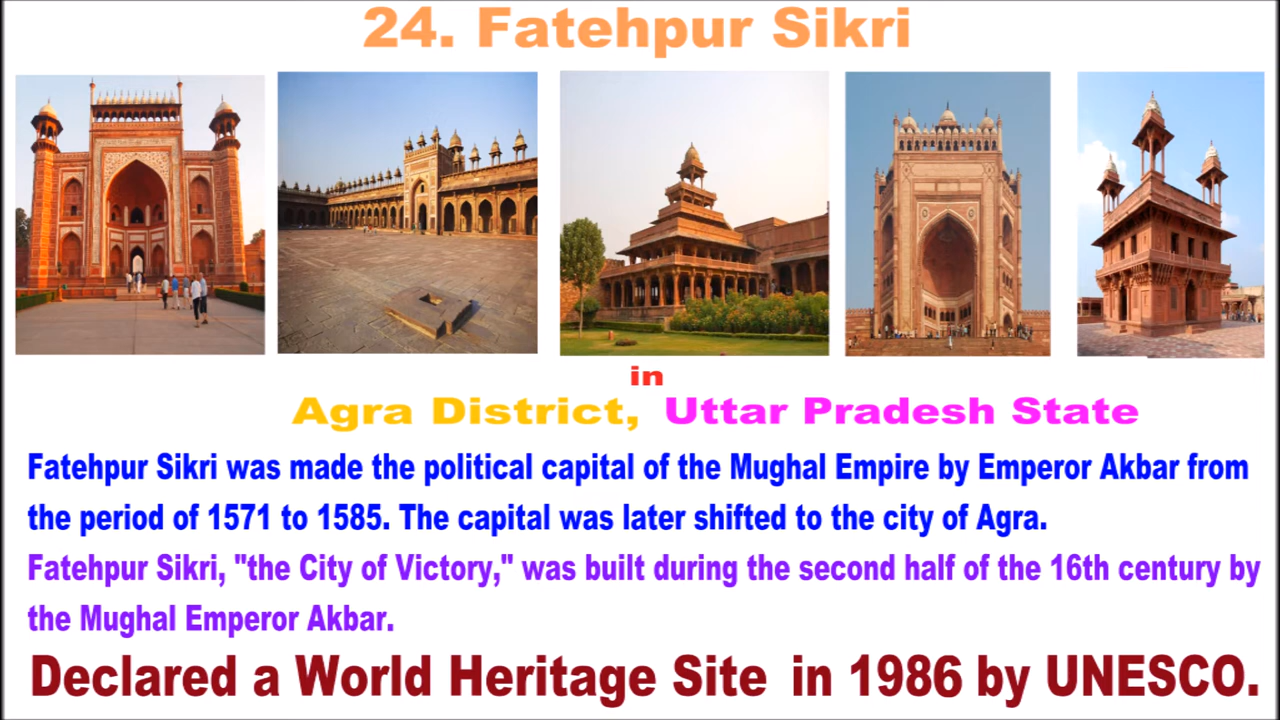 24. Fatehpur Sikri
in
Agra District, Uttar Pradesh State
Fatehpur Sikri was made the political capital of the Mughal Empire by Emperor Akbar from
the period of 1571 to 1585. The capital was later shifted to the city of Agra.
Fatehpur Sikri, "the City of Victory," was built during the second half of the 16th century by
the Mughal Emperor Akbar.
Declared a World Heritage Site in 1986 by UNESCO.